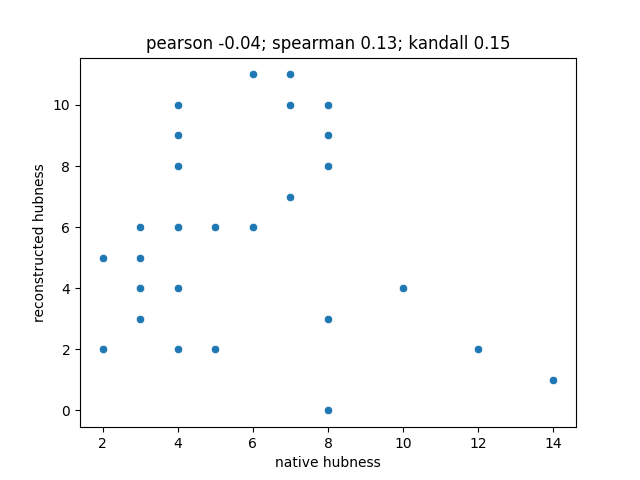 pearson -0.04; spearman 0.13; kandall 0.15
reconstructed hubness
10
8
6
4
2
0
2 4 6 8 10 12 14
native hubness